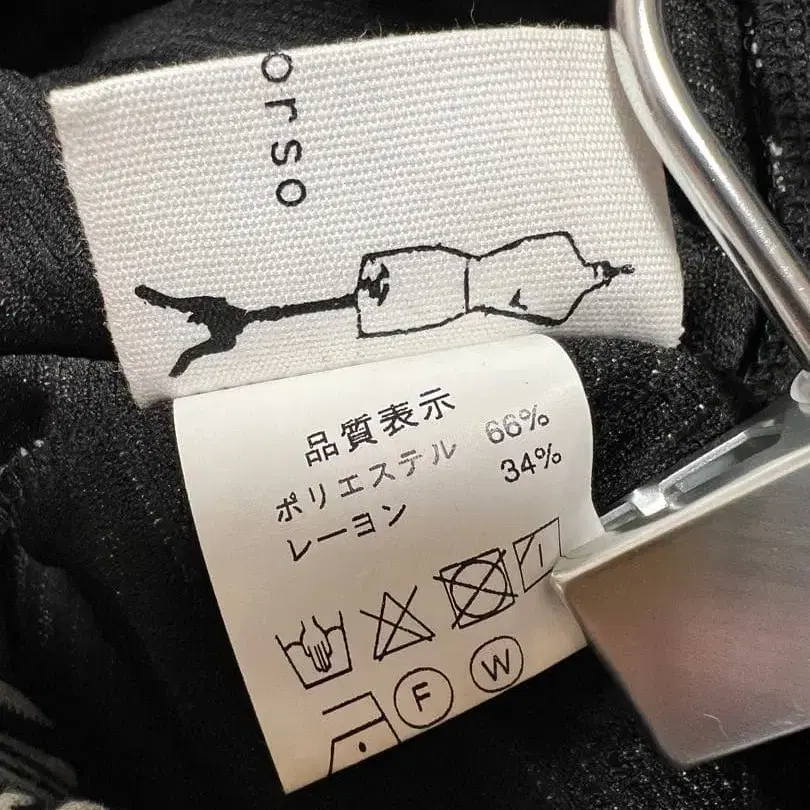 orso
品質表示
ポリエステル 66%
レーヨン 34%
F W